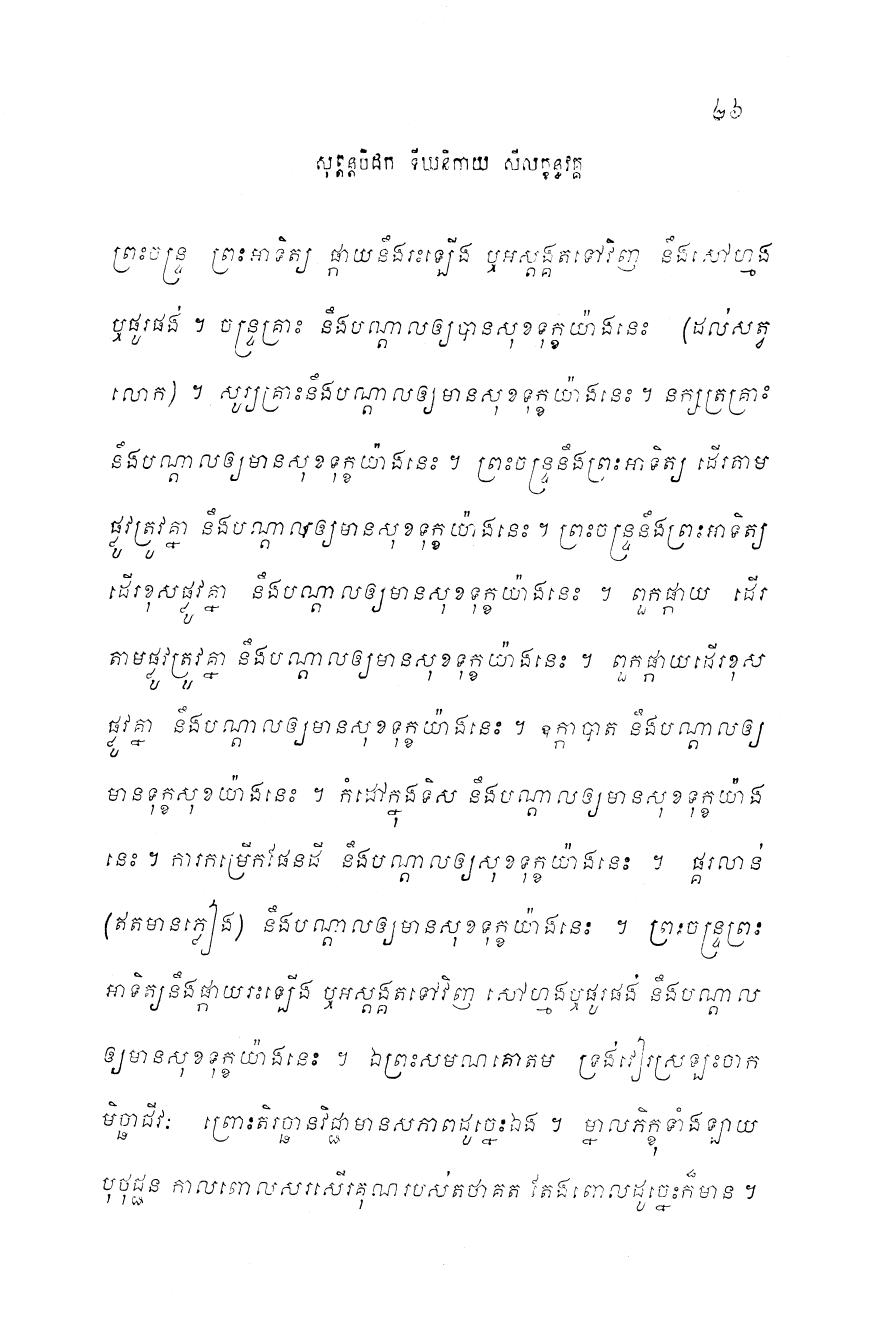 ២៦
សុត្តន្តបិដក ទីឃនិកាយ សីលក្ខន្ធវគ្គ
ព្រះចន្ទ្រ ព្រះអាទិត្យ ផ្កាយនឹងរះឡើង ឬអស្តង្គតទៅវិញ នឹងសៅហ្មង
ឬផូរផង់ ។ ចន្ទ្រគ្រាះ នឹងបណ្តាលឲ្យបានសុខទុក្ខយ៉ាងនេះ (ដល់សត្វ
លោក) ។ សូរ្យគ្រាះនឹងបណ្តាលឲ្យមានសុខទុក្ខយ៉ាងនេះ ។ នក្សត្រគ្រាះ
នឹងបណ្តាលឲ្យមានសុខទុក្ខយ៉ាងនេះ ។ ព្រះចន្ទ្រនឹងព្រះអាទិត្យ ដើរតាម
ផ្លូវត្រូវគ្នា នឹងបណ្តាលឲ្យមានសុខទុក្ខយ៉ាងនេះ ។ ព្រះចន្ទ្រនឹងព្រះអាទិត្យ
ដើរខុសផ្លូវគ្នា នឹងបណ្តាលឲ្យមានសុខទុក្ខយ៉ាងនេះ ។ ពួកផ្កាយ ដើរ
តាមផ្លូវត្រូវគ្នា នឹងបណ្តាលឲ្យមានសុខទុក្ខយ៉ាងនេះ ។ ពួកផ្កាយដើរខុស
ផ្លូវគ្នា នឹងបណ្តាលឲ្យមានសុខទុក្ខយ៉ាងនេះ ។ ឧក្កាបាត នឹងបណ្តាលឲ្យ
មានទុក្ខសុខយ៉ាងនេះ ។ កំដៅក្នុងទិស នឹងបណ្តាលឲ្យមានសុខទុក្ខយ៉ាង
នេះ ។ ការកម្រើកផែនដី នឹងបណ្តាលឲ្យសុខទុក្ខយ៉ាងនេះ ។ ផ្គរលាន់
(ឥតមានភ្លៀង) នឹងបណ្តាលឲ្យមានសុខទុក្ខយ៉ាងនេះ ។ ព្រះចន្ទ្រព្រះ
អាទិត្យនឹងផ្កាយរះឡើង ឬអស្តង្គតទៅវិញ សៅហ្មងឬផូរផង់ នឹងបណ្តាល
ឲ្យមានសុខទុក្ខយ៉ាងនេះ ។ ឯព្រះសមណគោតម ទ្រង់វៀរស្រឡះចាក
មិច្ឆាជីវៈ ព្រោះតិរច្ឆានវិជ្ជាមានសភាពដូច្នេះឯង ។ ម្នាលភិក្ខុទាំងឡាយ
បុថុជ្ជន កាលពោលសរសើរគុណរបស់តថាគត តែងពោលដូច្នេះក៏មាន ។